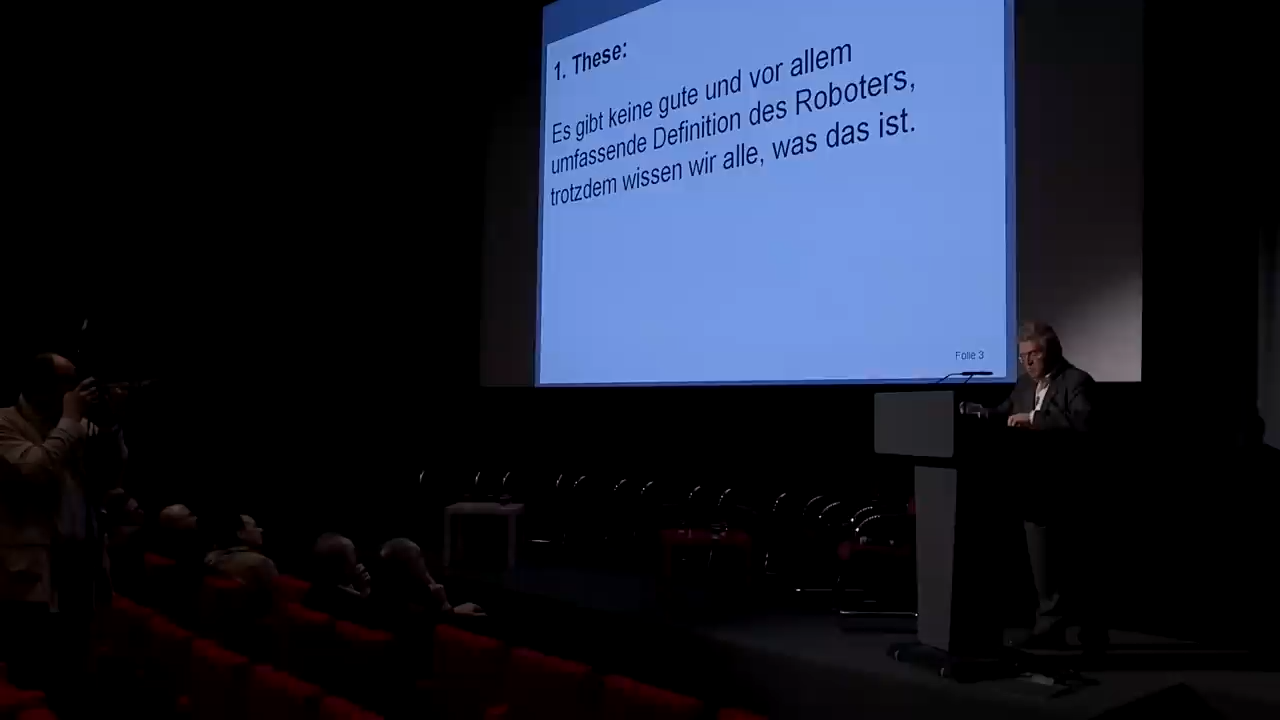 1. These:
Es gibt keine gute und vor allem
umfassende Definition des Roboters,
trotzdem wissen wir alle, was das ist.
Folie 3